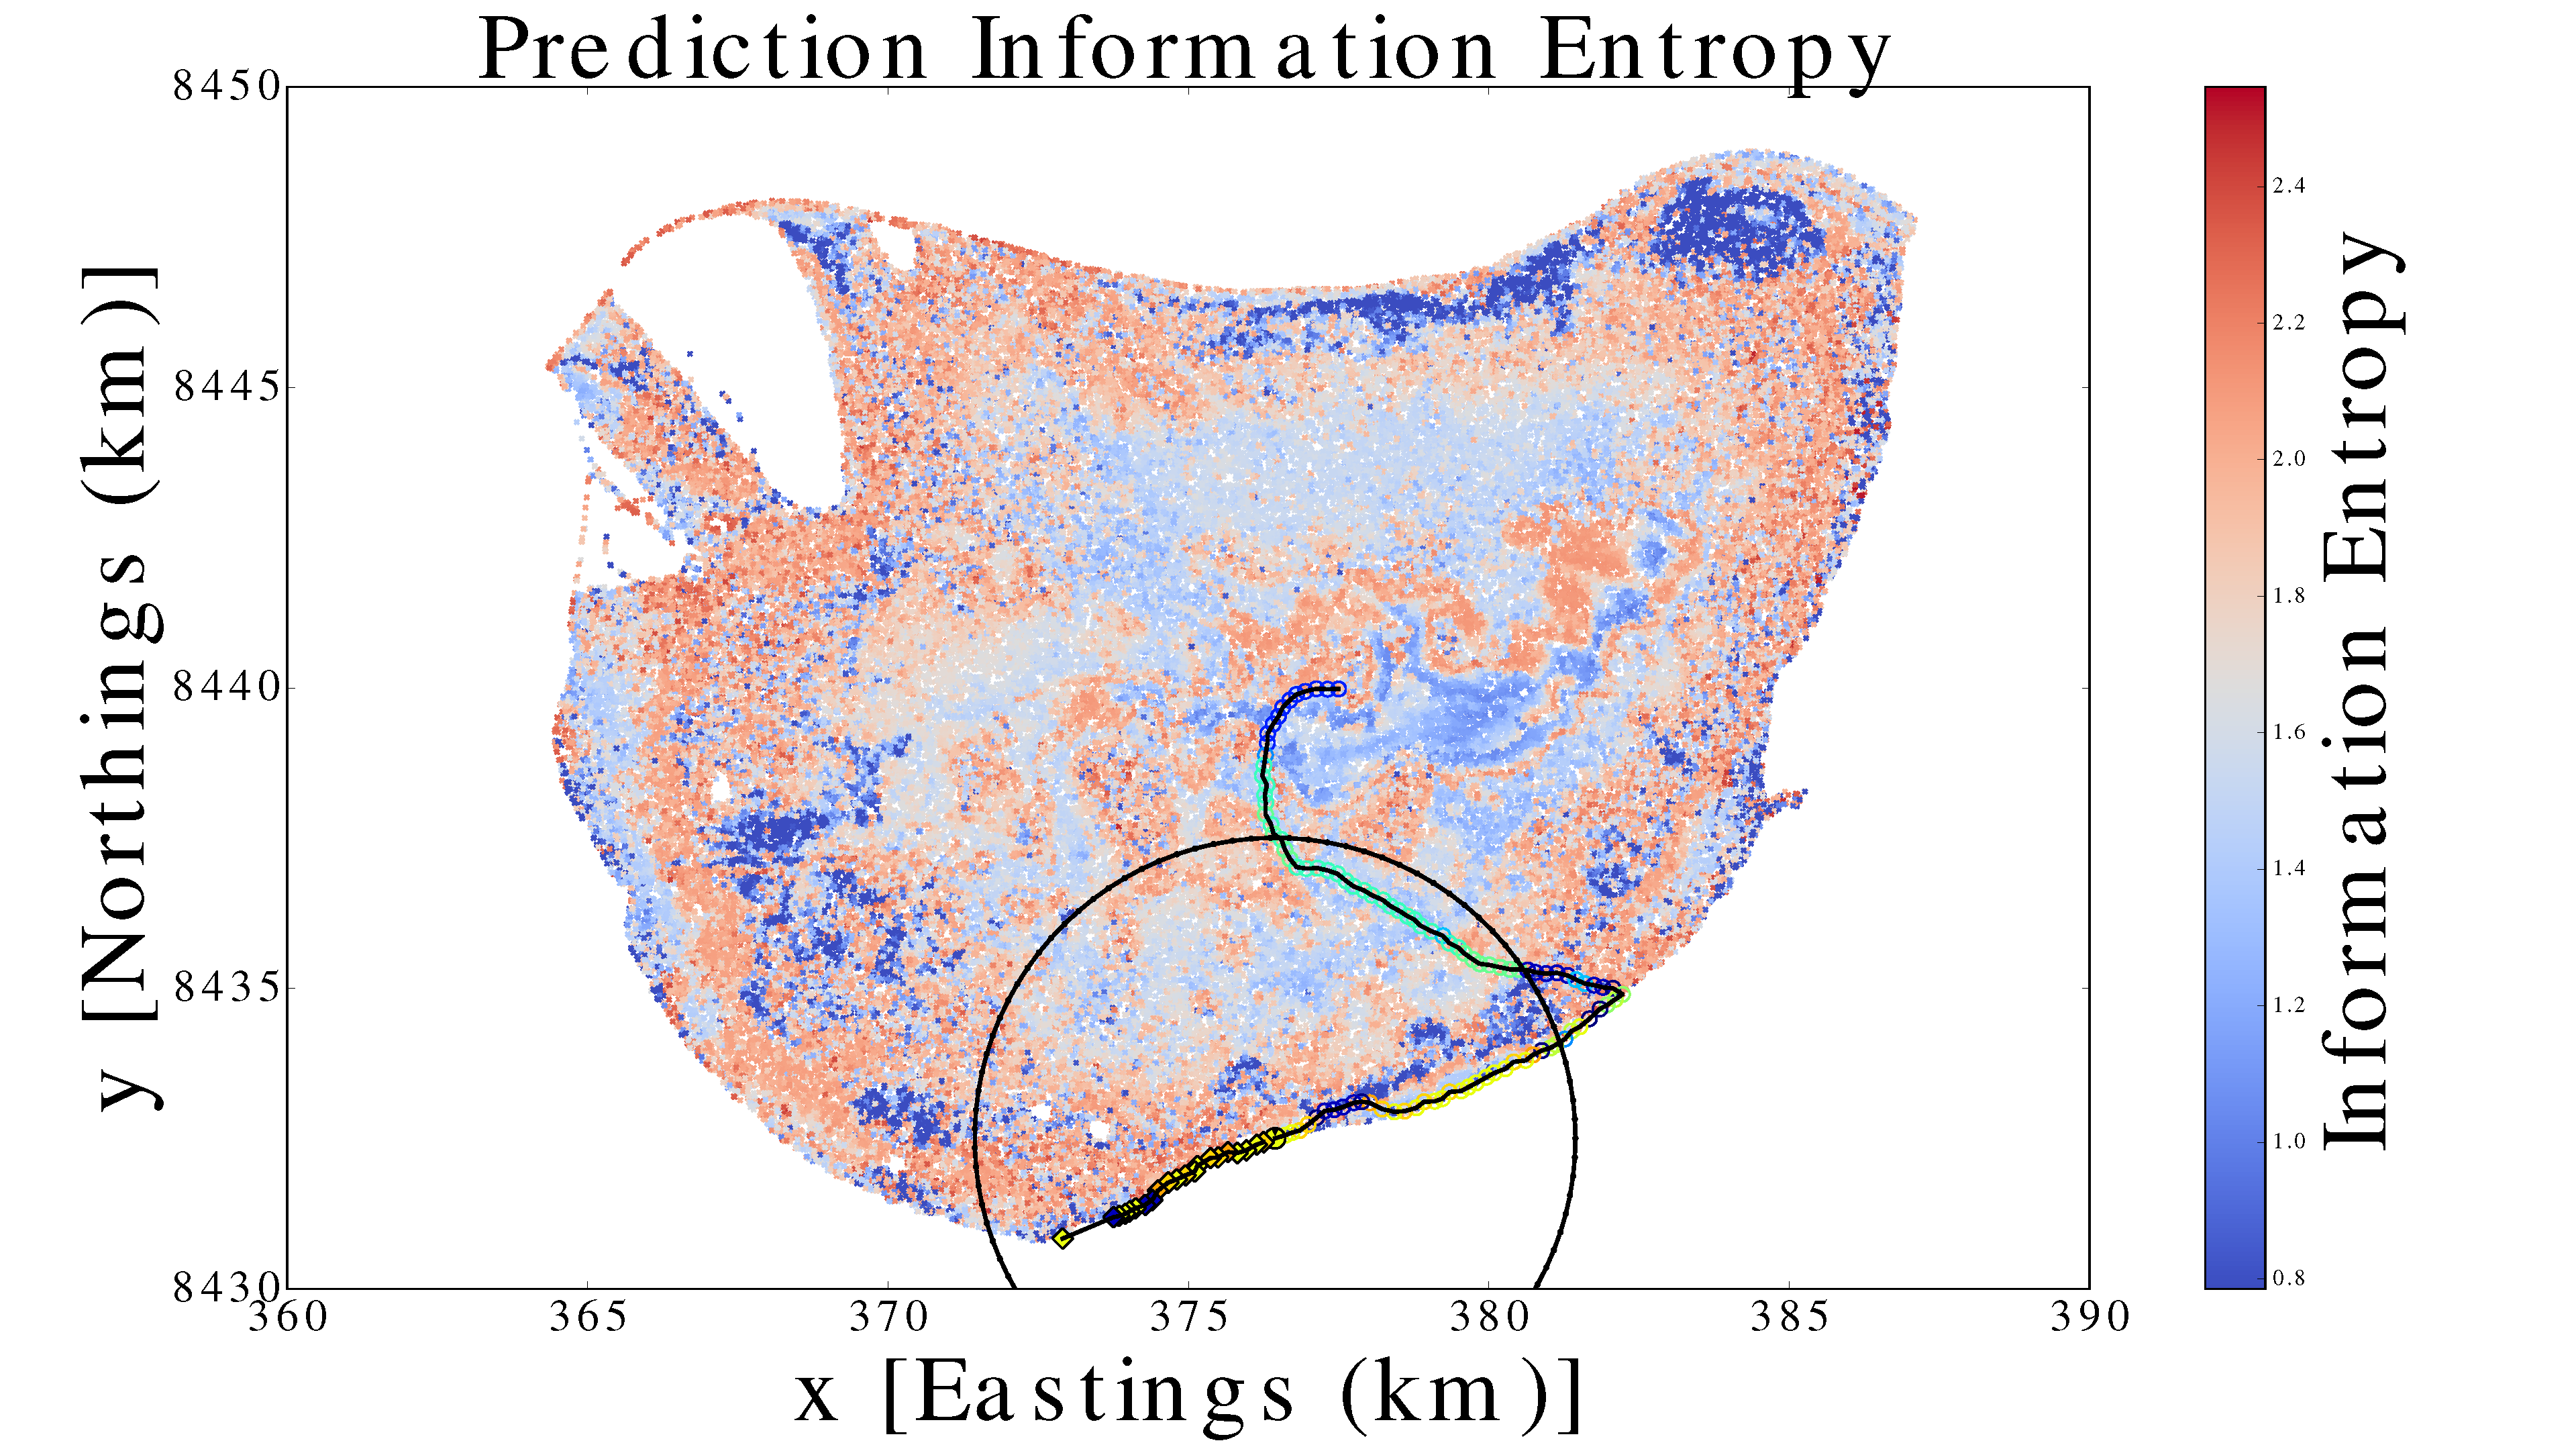 Prediction Information Entropy
y [Northings (km)]
8450
8445
8440
8435
8430
360 365 370 375 380 385 390
x [Eastings (km)]
2.4
2.2
2.0
1.8
1.6
1.4
1.2
1.0
0.8
Information Entropy